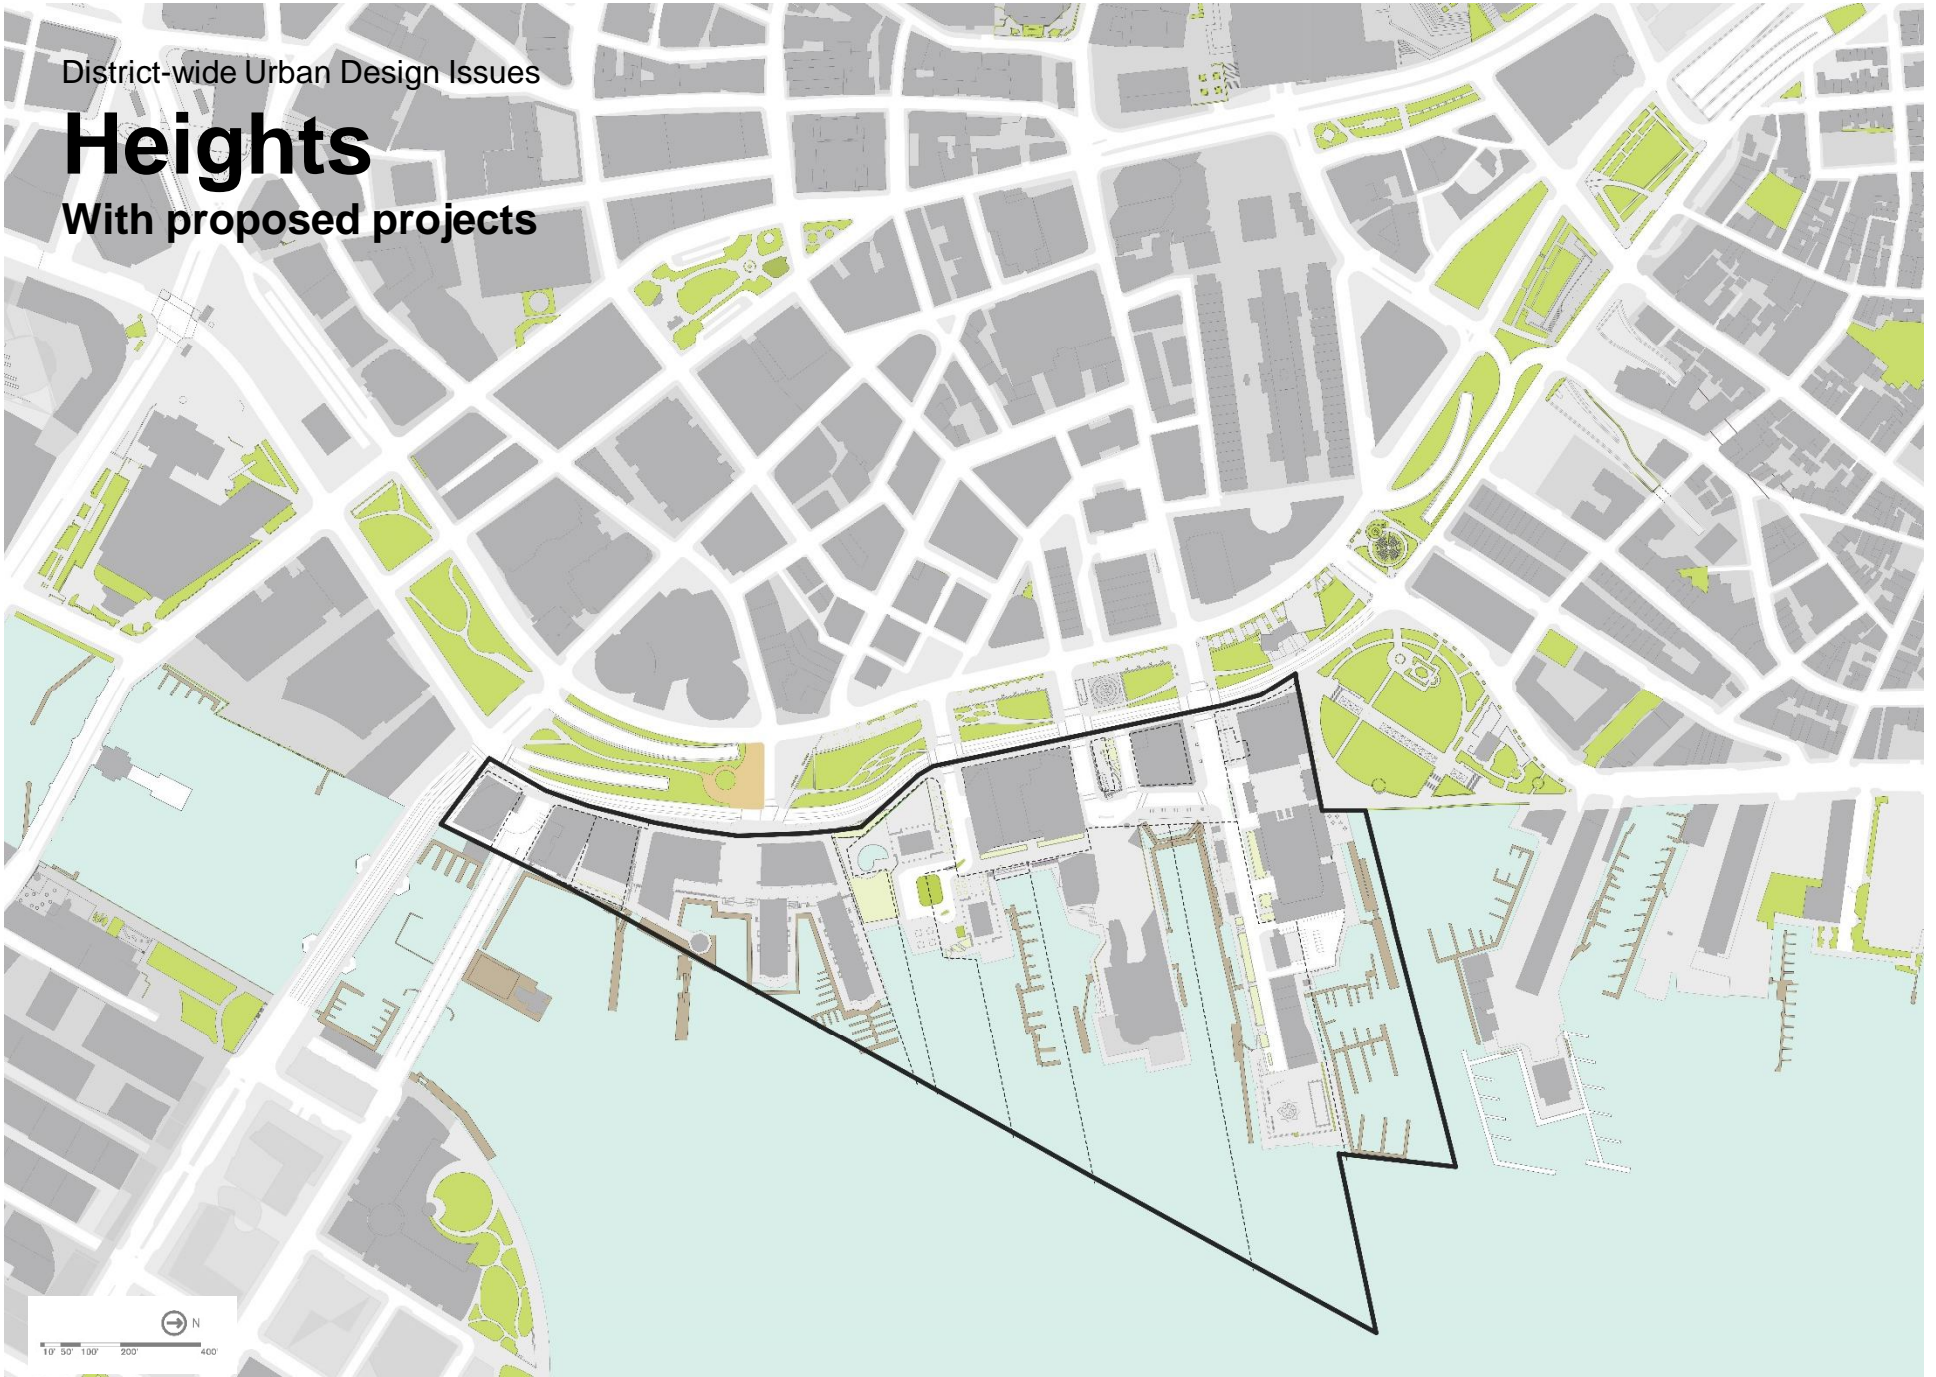 District-wide Urban Design Issues
Heights
With proposed projects
N
10' 50' 100' 200' 400'